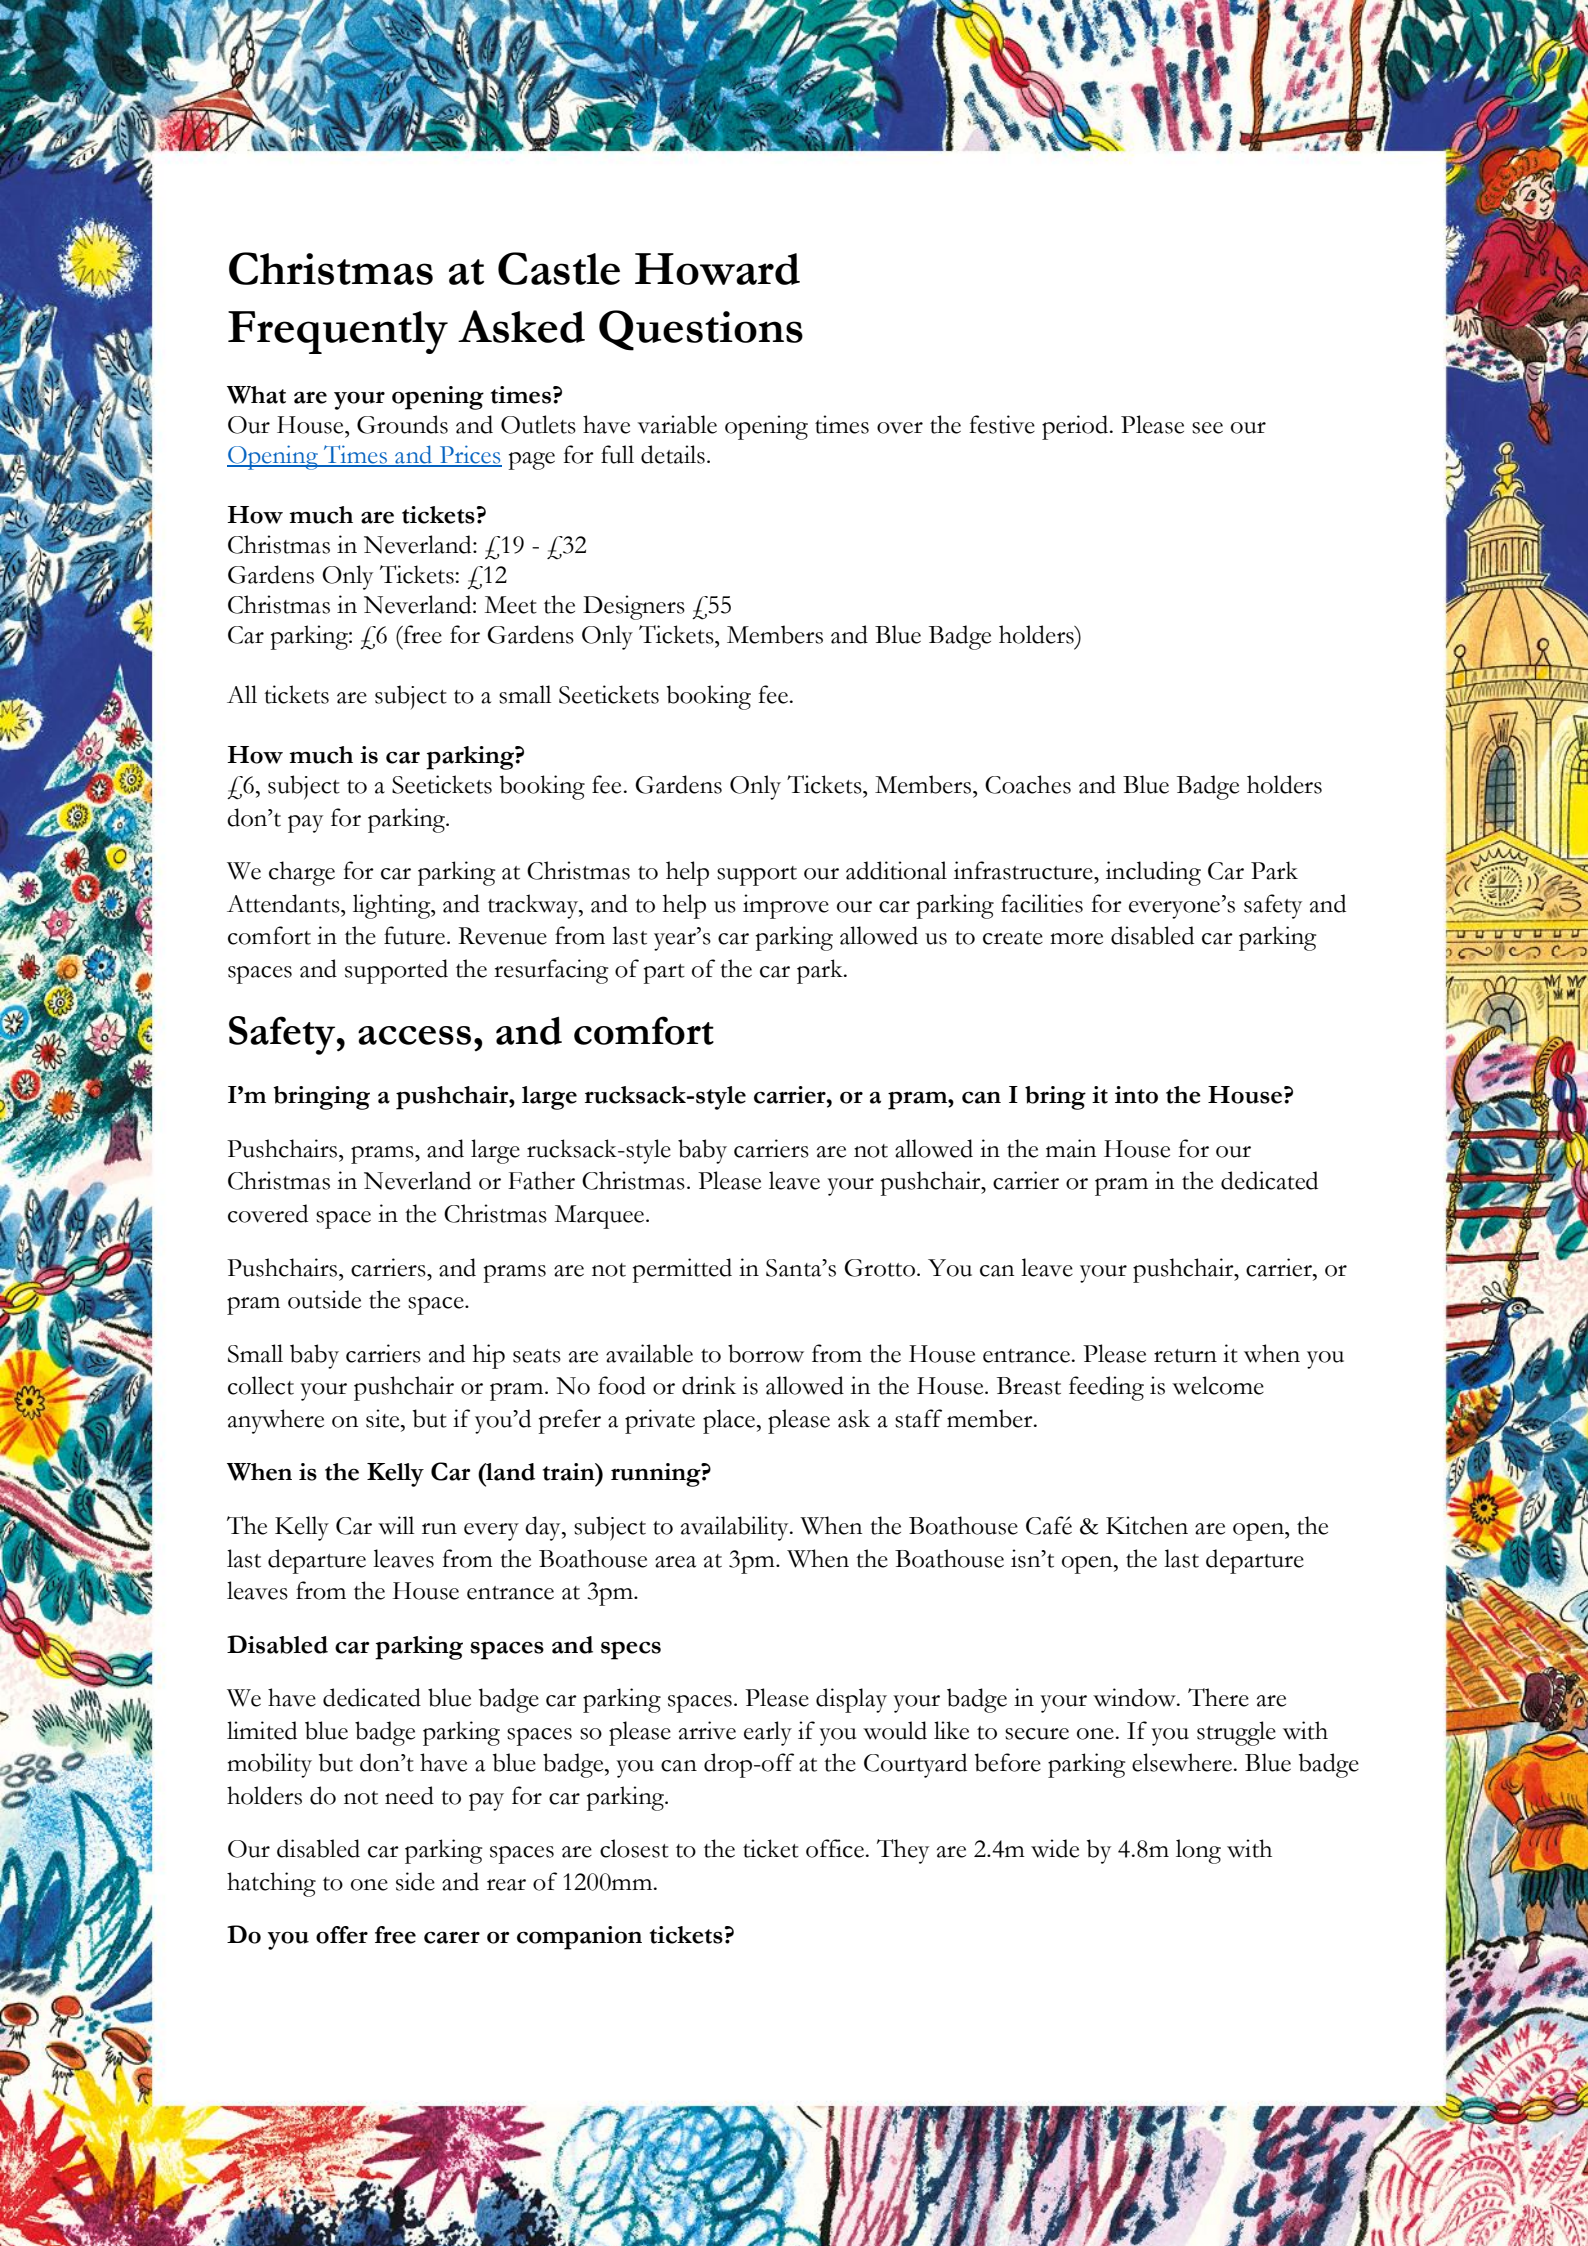 Christmas at Castle Howard
Frequently Asked Questions
What are your opening times?
Our House, Grounds and Outlets have variable opening times over the festive period. Please see our
Opening Times and Prices page for full details.
How much are tickets?
Christmas in Neverland: £19 - £32
Gardens Only Tickets: £12
Christmas in Neverland: Meet the Designers £55
Car parking: £6 (free for Gardens Only Tickets, Members and Blue Badge holders)
All tickets are subject to a small Seetickets booking fee.
How much is car parking?
£6, subject to a Seetickets booking fee. Gardens Only Tickets, Members, Coaches and Blue Badge holders
don’t pay for parking.
We charge for car parking at Christmas to help support our additional infrastructure, including Car Park
Attendants, lighting, and trackway, and to help us improve our car parking facilities for everyone’s safety and
comfort in the future. Revenue from last year’s car parking allowed us to create more disabled car parking
spaces and supported the resurfacing of part of the car park.
Safety, access, and comfort
I’m bringing a pushchair, large rucksack-style carrier, or a pram, can I bring it into the House?
Pushchairs, prams, and large rucksack-style baby carriers are not allowed in the main House for our
Christmas in Neverland or Father Christmas. Please leave your pushchair, carrier or pram in the dedicated
covered space in the Christmas Marquee.
Pushchairs, carriers, and prams are not permitted in Santa’s Grotto. You can leave your pushchair, carrier, or
pram outside the space.
Small baby carriers and hip seats are available to borrow from the House entrance. Please return it when you
collect your pushchair or pram. No food or drink is allowed in the House. Breast feeding is welcome
anywhere on site, but if you’d prefer a private place, please ask a staff member.
When is the Kelly Car (land train) running?
The Kelly Car will run every day, subject to availability. When the Boathouse Café & Kitchen are open, the
last departure leaves from the Boathouse area at 3pm. When the Boathouse isn’t open, the last departure
leaves from the House entrance at 3pm.
Disabled car parking spaces and specs
We have dedicated blue badge car parking spaces. Please display your badge in your window. There are
limited blue badge parking spaces so please arrive early if you would like to secure one. If you struggle with
mobility but don’t have a blue badge, you can drop-off at the Courtyard before parking elsewhere. Blue badge
holders do not need to pay for car parking.
Our disabled car parking spaces are closest to the ticket office. They are 2.4m wide by 4.8m long with
hatching to one side and rear of 1200mm.
Do you offer free carer or companion tickets?